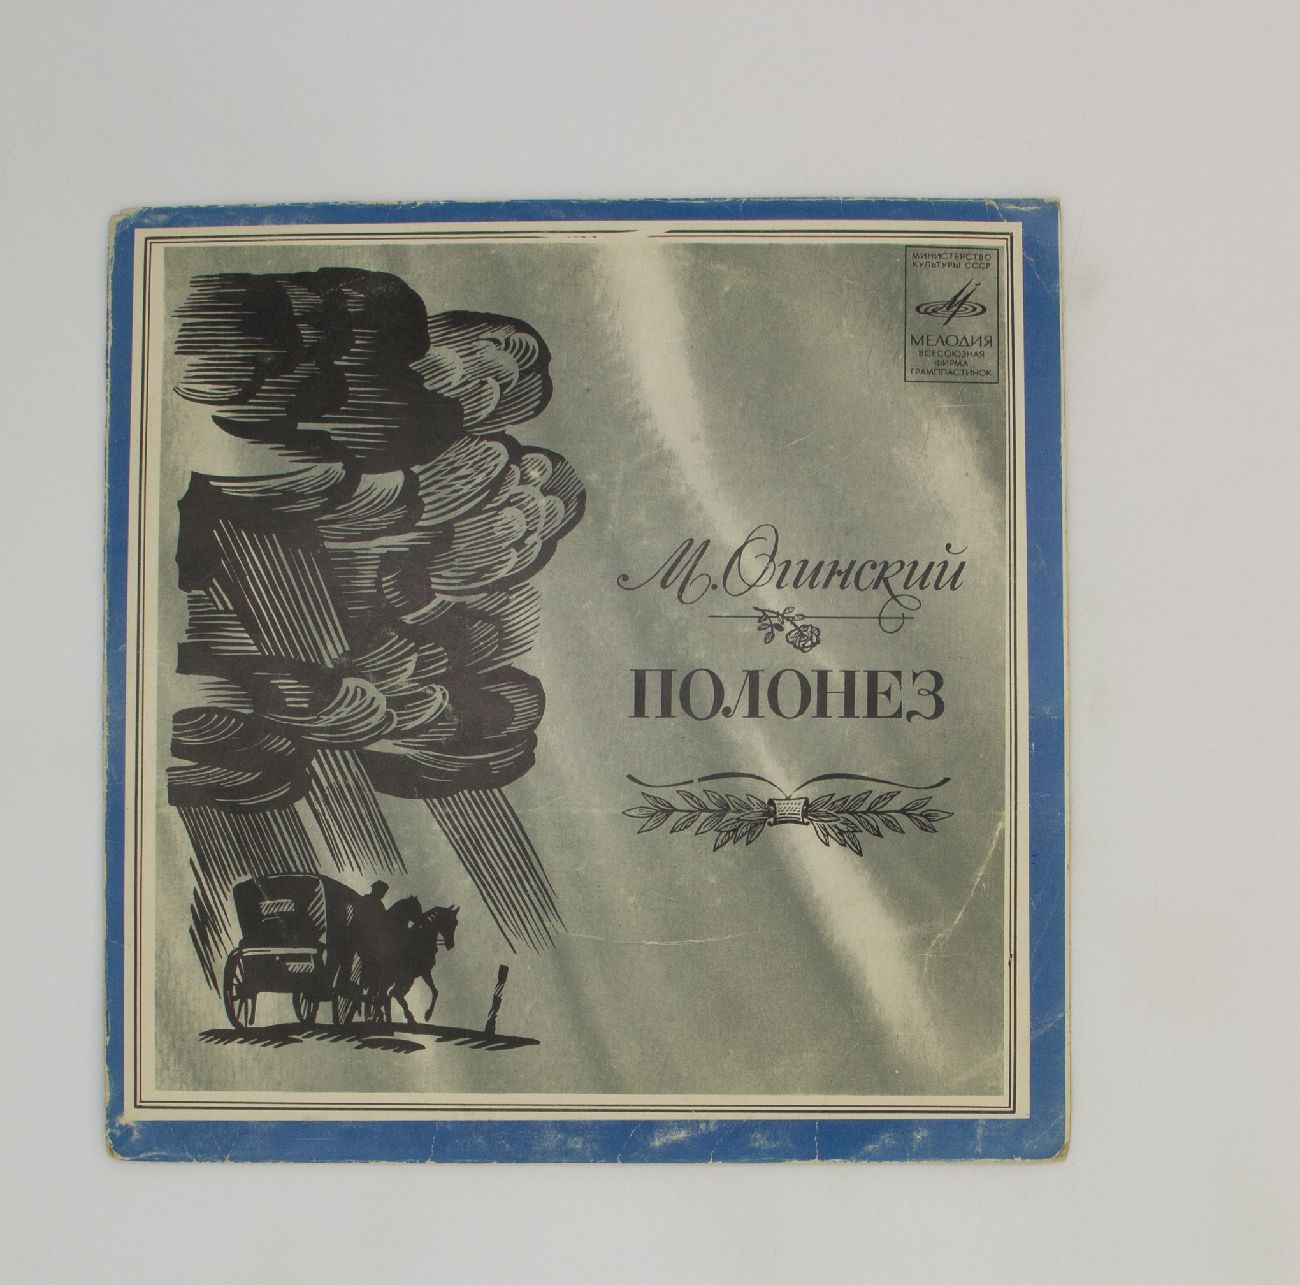 МИНИСТЕРСТВО
КУЛЬТУРЫ СССР
МЕЛОДИЯ
ВСЕСОЮЗНАЯ
ФИРМА
ГРАМПЛАСТИНОК
М. Огинский
ПОЛОНЕЗ